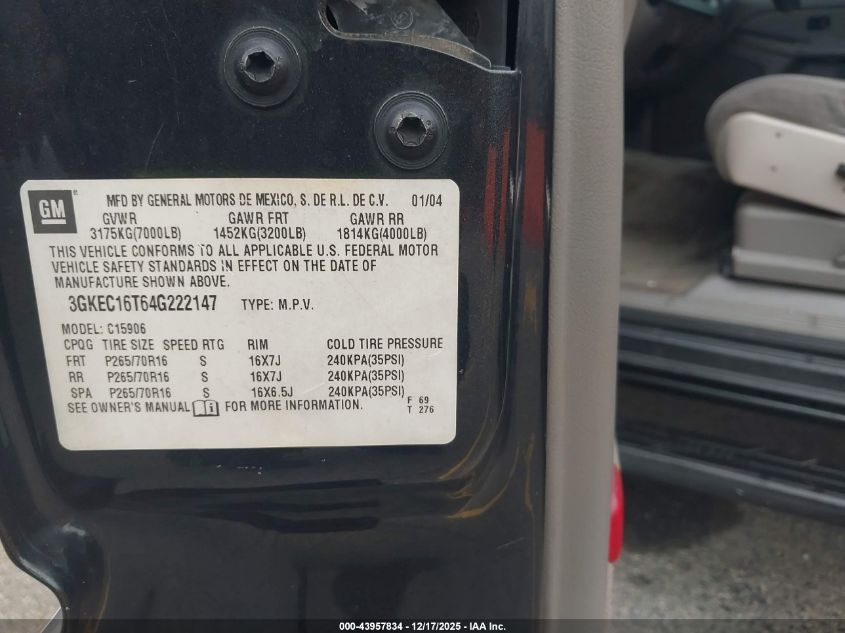 GM MFD BY GENERAL MOTORS DE MEXICO, S. DE R.L. DE C.V. 01/04
GVWR GAWR FRT GAWR RR
3175KG(7000LB) 1452KG(3200LB) 1814KG(4000LB)
THIS VEHICLE CONFORMS TO ALL APPLICABLE U.S. FEDERAL MOTOR
VEHICLE SAFETY STANDARDS IN EFFECT ON THE DATE OF
MANUFACTURE SHOWN ABOVE.
3GKEC16T64G222147 TYPE: M.P.V.
MODEL: C15906
CPQG TIRE SIZE SPEED RTG RIM COLD TIRE PRESSURE
FRT P265/70R16 S 16X7J 240KPA(35PSI)
RR P265/70R16 S 16X7J 240KPA(35PSI)
SPA P265/70R16 S 16X6.5J 240KPA(35PSI)
SEE OWNER'S MANUAL FOR MORE INFORMATION. F 69
T 276
000-43957834 / 12/17/2025 - IAA Inc.